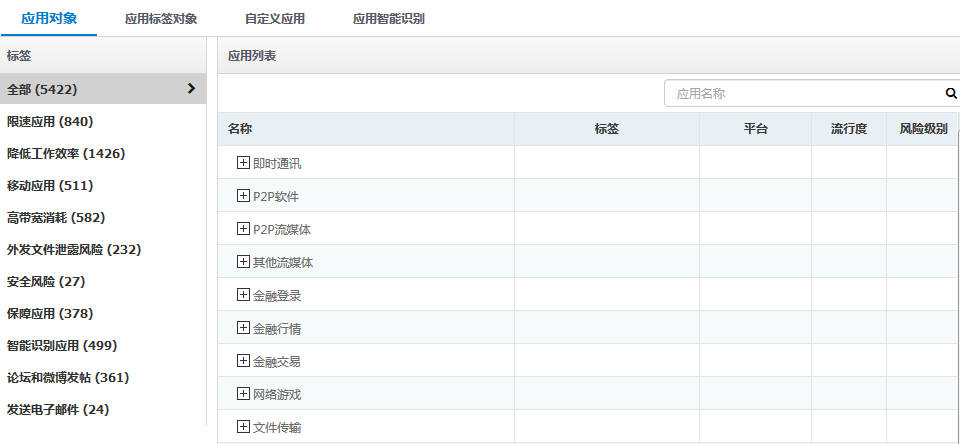 应用对象 应用标签对象 自定义应用 应用智能识别
标签
全部 (5422)
限速应用 (840)
降低工作效率 (1426)
移动应用 (511)
高带宽消耗 (582)
外发文件泄露风险 (232)
安全风险 (27)
保障应用 (378)
智能识别应用 (499)
论坛和微博发帖 (361)
发送电子邮件 (24)
应用列表
应用名称
名称 标签 平台 流行度 风险级别
即时通讯
P2P软件
P2P流媒体
其他流媒体
金融登录
金融行情
金融交易
网络游戏
文件传输